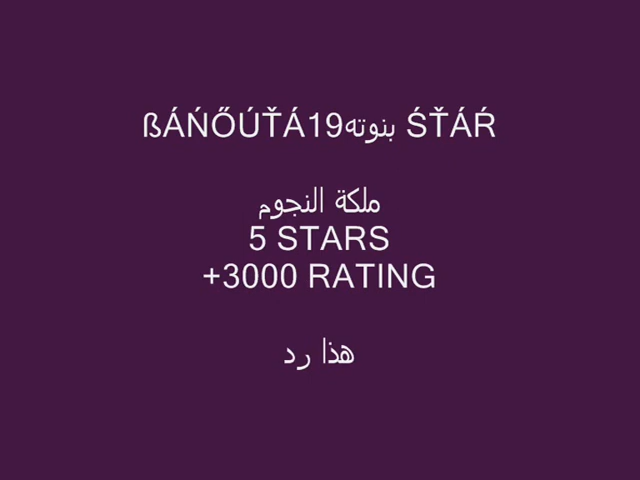 ßÁŃŐÚŤÁ19بنوته ŚŤÁŔ
ملكة النجوم
5 STARS
+3000 RATING
هذا رد